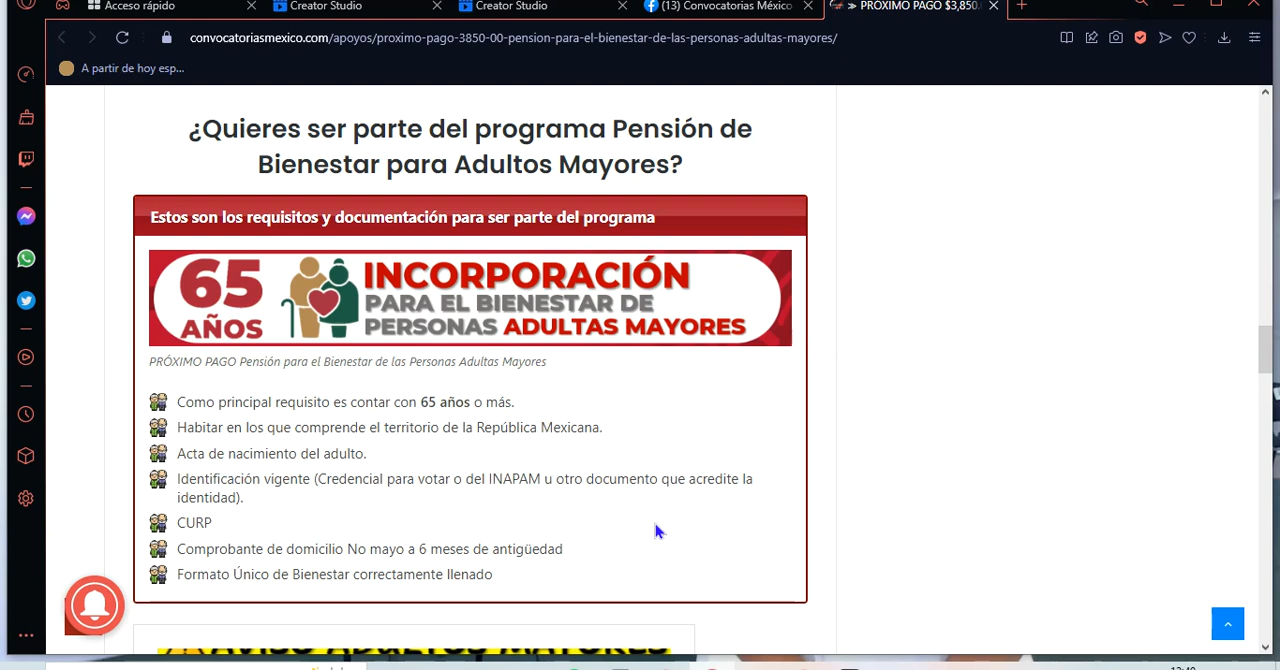 Acceso rápido
Creator Studio
Creator Studio
(13) Convocatorias México
≫ PRÓXIMO PAGO $3,850.
convocatoriasmexico.com/apoyos/proximo-pago-3850-00-pension-para-el-bienestar-de-las-personas-adultas-mayores/
A partir de hoy esp...
¿Quieres ser parte del programa Pensión de
Bienestar para Adultos Mayores?
Estos son los requisitos y documentación para ser parte del programa
65
AÑOS
INCORPORACIÓN
PARA EL BIENESTAR DE
PERSONAS ADULTAS MAYORES
PRÓXIMO PAGO Pensión para el Bienestar de las Personas Adultas Mayores
Como principal requisito es contar con 65 años o más.
Habitar en los que comprende el territorio de la República Mexicana.
Acta de nacimiento del adulto.
Identificación vigente (Credencial para votar o del INAPAM u otro documento que acredite la
identidad).
CURP
Comprobante de domicilio No mayo a 6 meses de antigüedad
Formato Único de Bienestar correctamente llenado
AVISO ADULTOS MAYORES